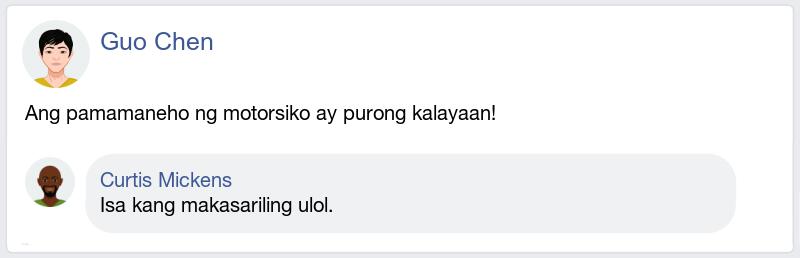 Guo Chen
Ang pamamaneho ng motorsiko ay purong kalayaan!
Curtis Mickens
Isa kang makasariling ulol.